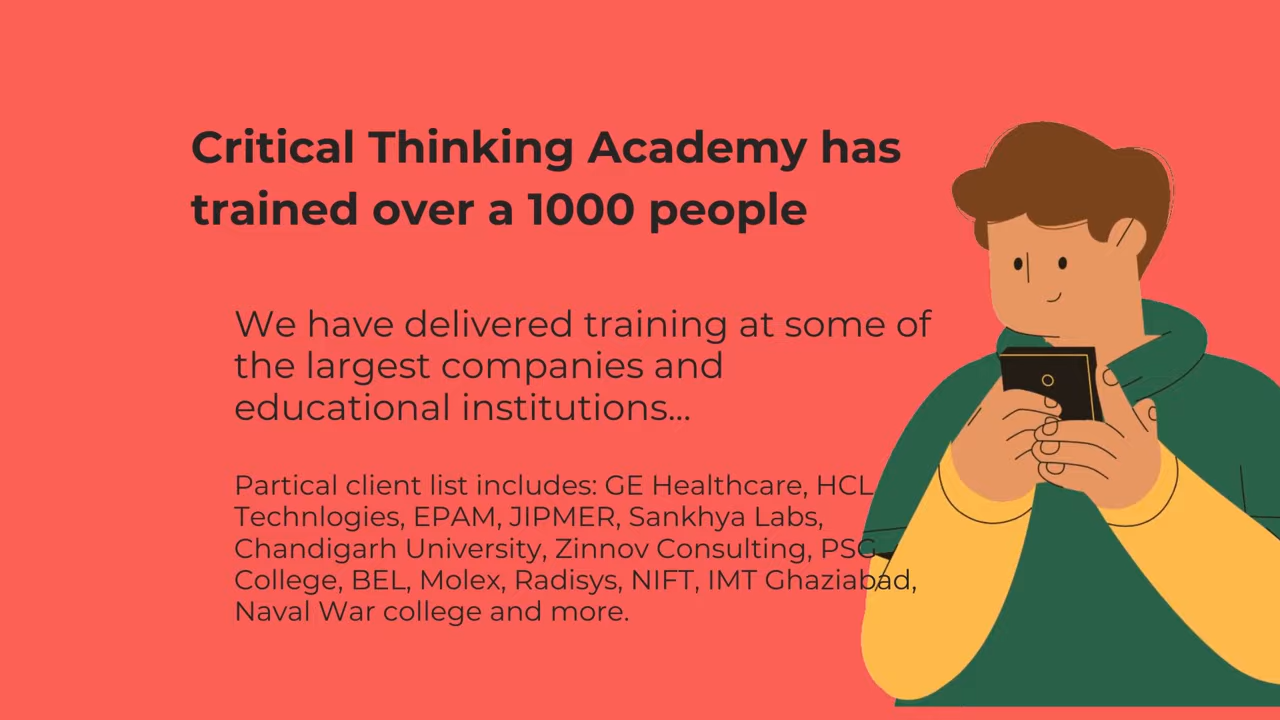 Critical Thinking Academy has
trained over a 1000 people
We have delivered training at some of
the largest companies and
educational institutions...
Partical client list includes: GE Healthcare, HCL
Technlogies, EPAM, JIPMER, Sankhya Labs,
Chandigarh University, Zinnov Consulting, PSG
College, BEL, Molex, Radisys, NIFT, IMT Ghaziabad,
Naval War college and more.